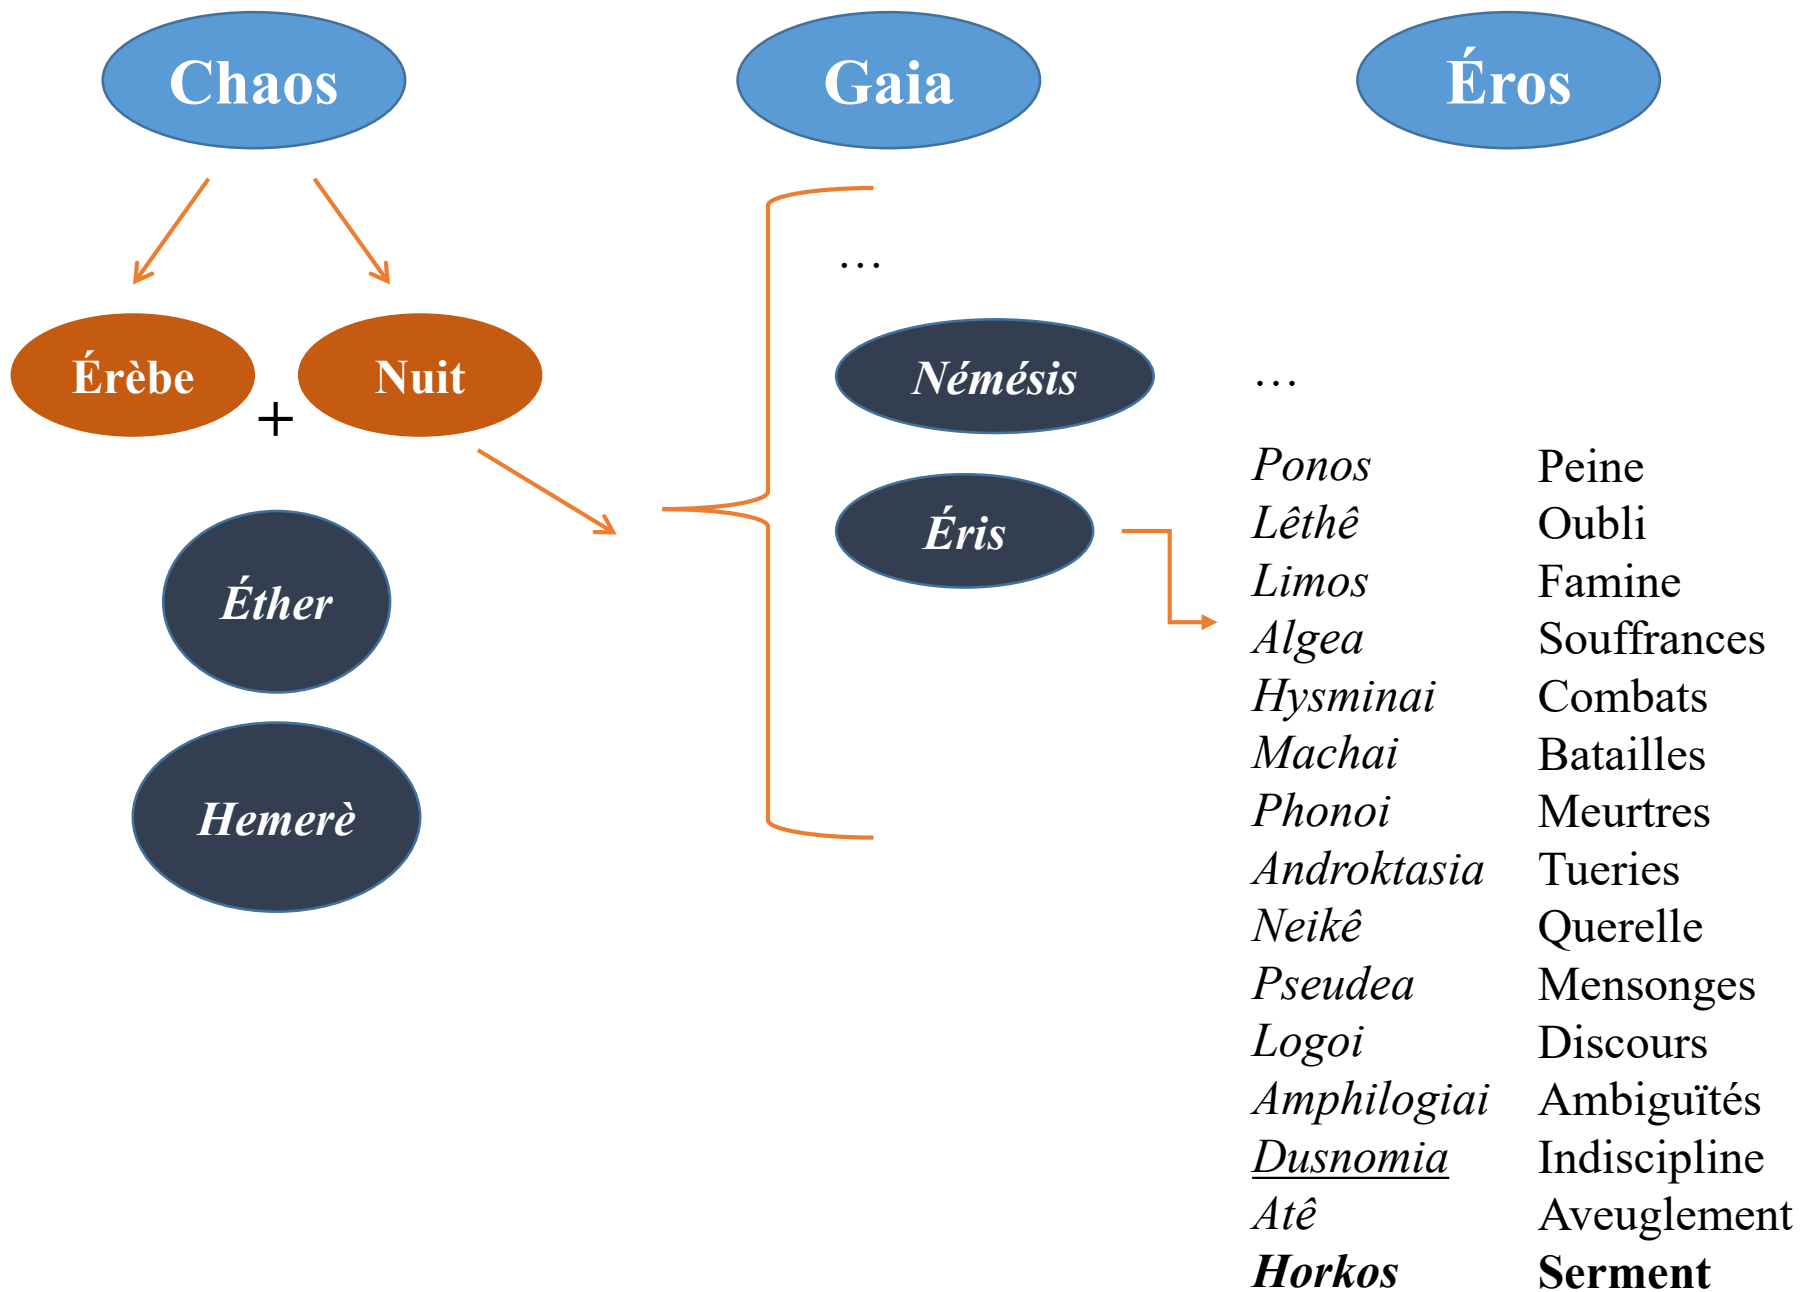 Chaos
Gaia
Éros
…
Érèbe
+
Nuit
Némésis
…
Éris
Éther
Hemerè
Ponos Peine
Lêthê Oubli
Limos Famine
Algea Souffrances
Hysminai Combats
Machai Batailles
Phonoi Meurtres
Androktasia Tueries
Neikê Querelle
Pseudea Mensonges
Logoi Discours
Amphilogiai Ambiguïtés
Dusnomia Indiscipline
Atê Aveuglement
Horkos Serment